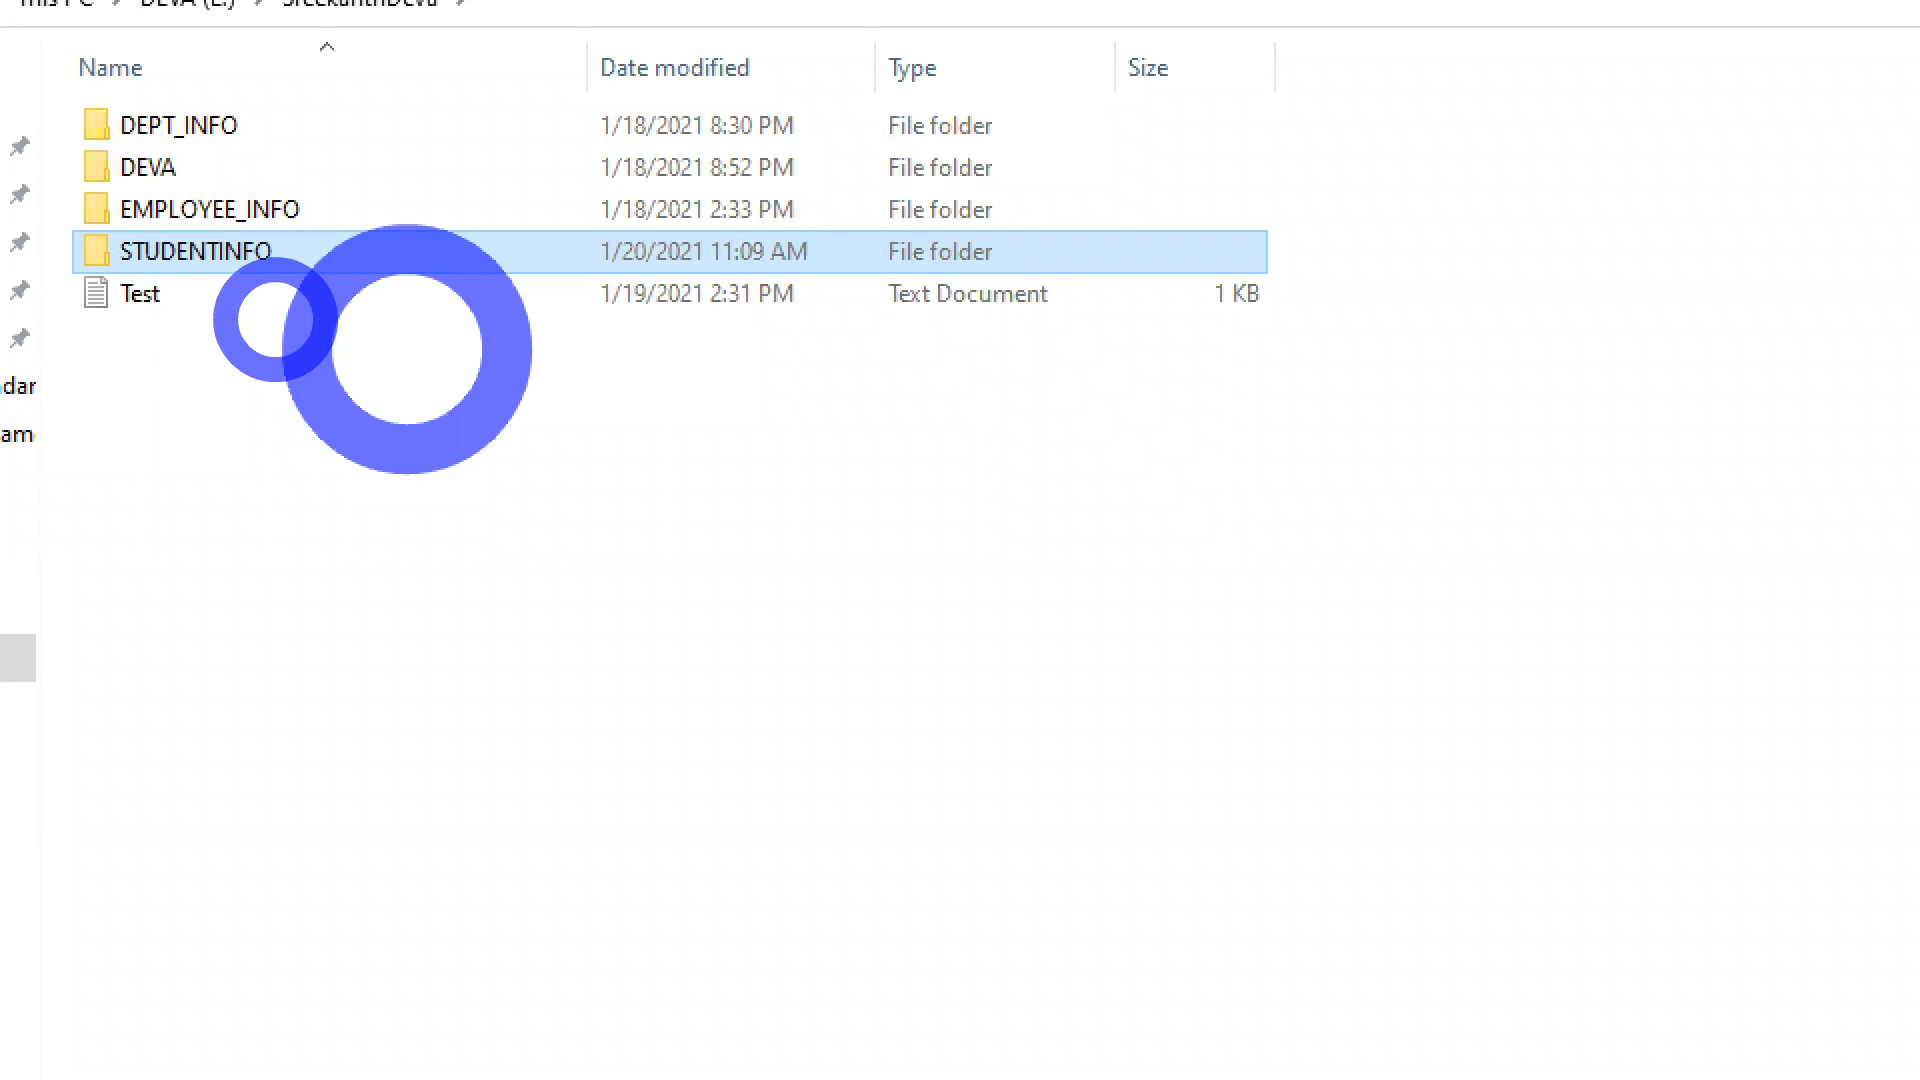 DEVA (E:)
Name Date modified Type Size
DEPT_INFO 1/18/2021 8:30 PM File folder
DEVA 1/18/2021 8:52 PM File folder
EMPLOYEE_INFO 1/18/2021 2:33 PM File folder
STUDENTINFO 1/20/2021 11:09 AM File folder
Test 1/19/2021 2:31 PM Text Document 1 KB
dar
am